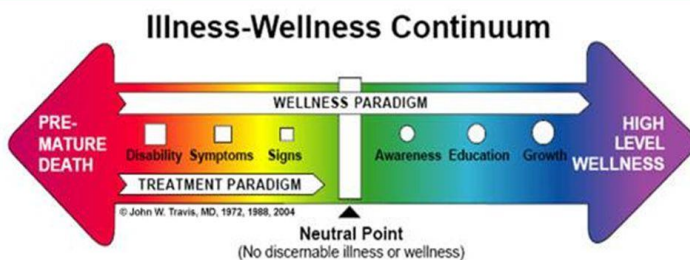 Illness-Wellness Continuum
WELLNESS PARADIGM
PRE-
MATURE
DEATH
Disability Symptoms Signs Awareness Education Growth
HIGH
LEVEL
WELLNESS
TREATMENT PARADIGM
© John W. Travis, MD, 1972, 1988, 2004
Neutral Point
(No discernable illness or wellness)